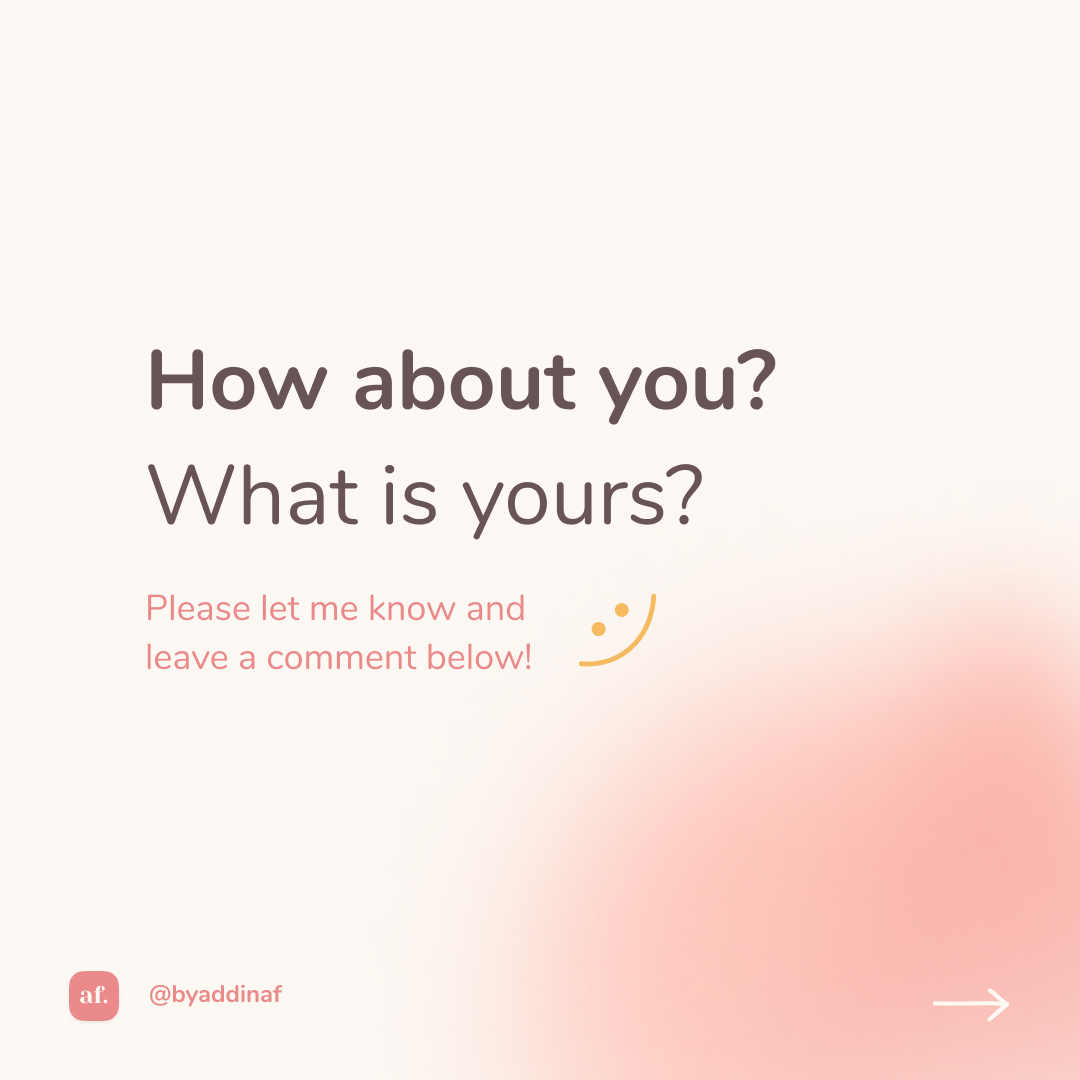 How about you?
What is yours?
Please let me know and
leave a comment below!
af.
@byaddinaf